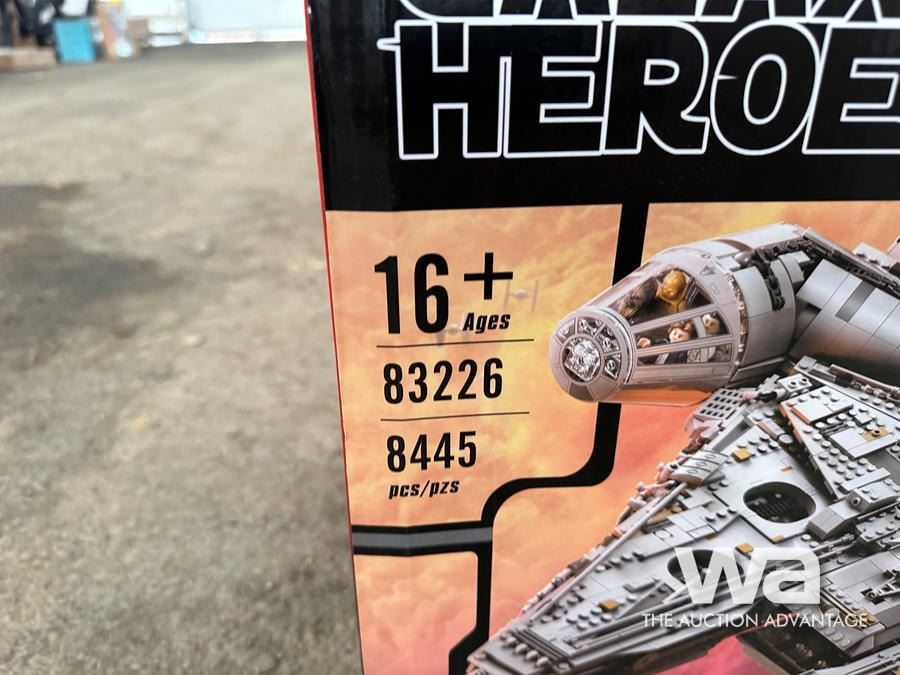 HEROE
16+
Ages
83226
8445
pcs/pzs
wa
THE AUCTION ADVANTAGE